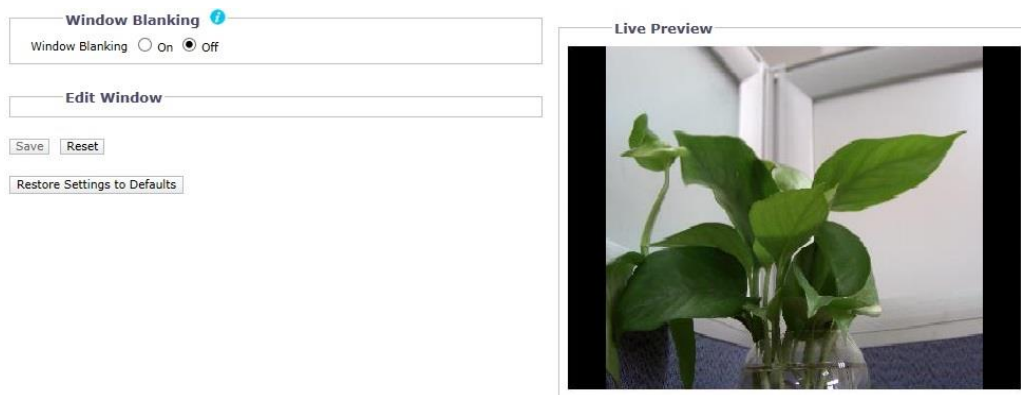 Window Blanking
Window Blanking On Off
Edit Window
Save Reset
Restore Settings to Defaults
Live Preview